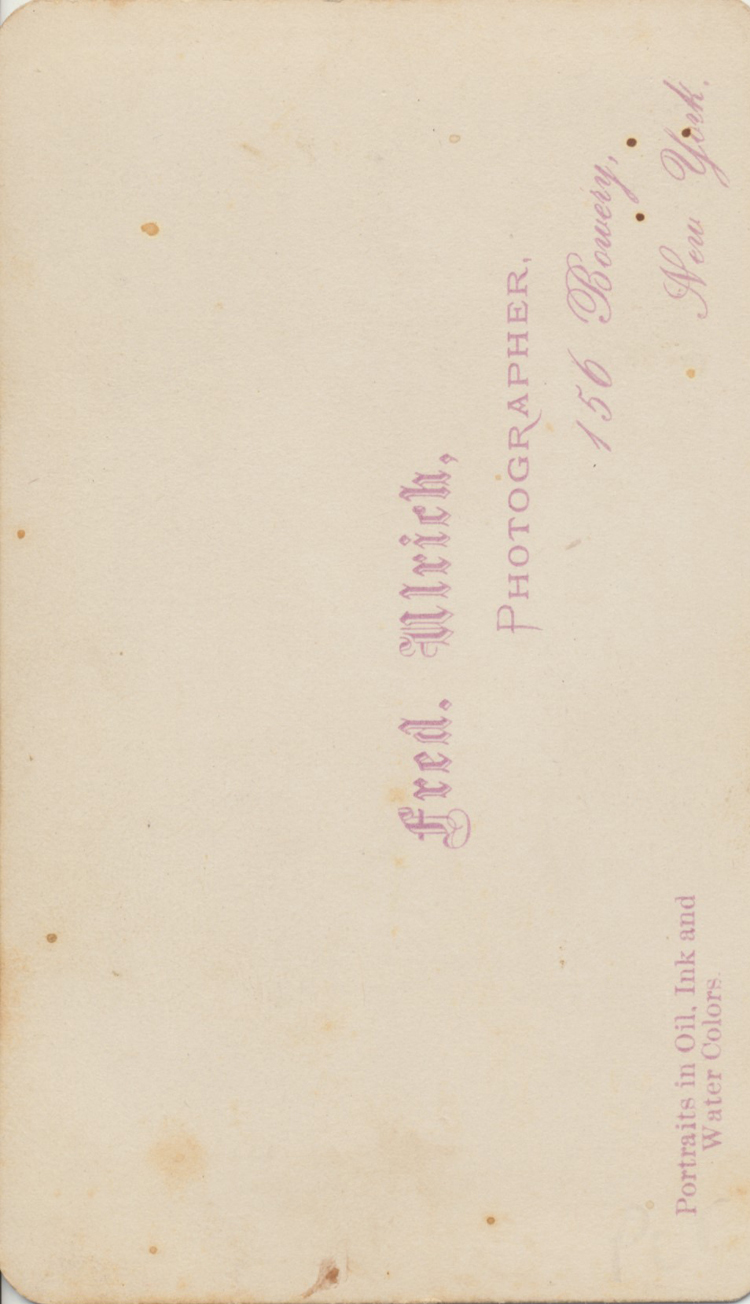 Fred. Ulrich,
PHOTOGRAPHER,
156 Bowery,
New York.
Portraits in Oil, Ink and
Water Colors.